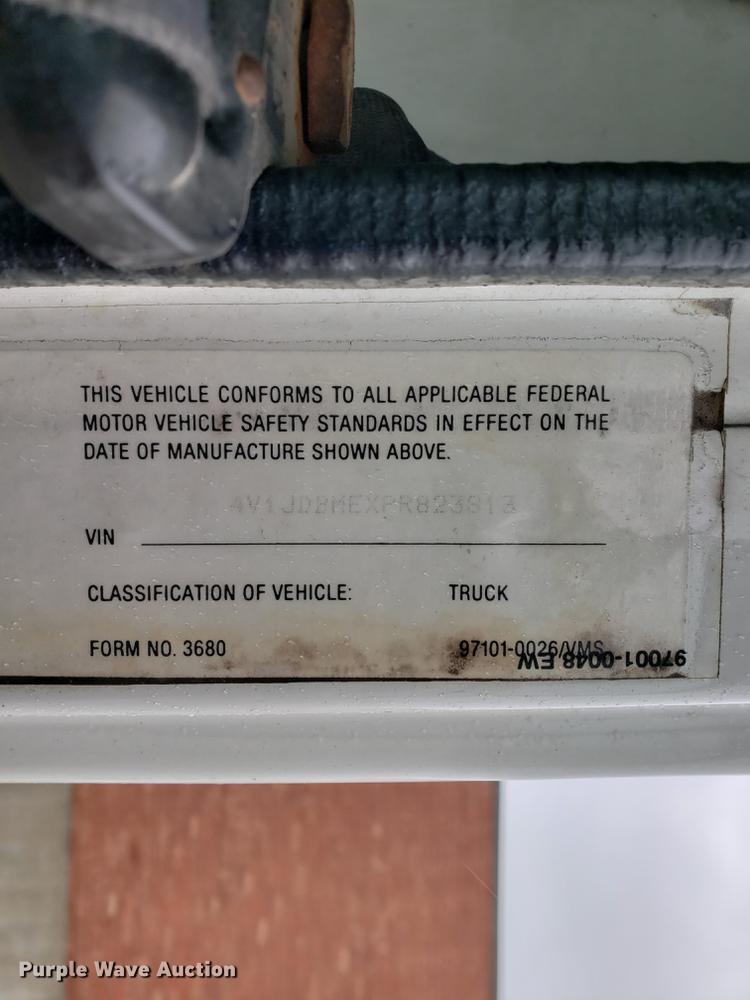 THIS VEHICLE CONFORMS TO ALL APPLICABLE FEDERAL
MOTOR VEHICLE SAFETY STANDARDS IN EFFECT ON THE
DATE OF MANUFACTURE SHOWN ABOVE.
VIN
CLASSIFICATION OF VEHICLE: TRUCK
FORM NO. 3680 97101-0026/VMS
97001-0048 EW
Purple Wave Auction